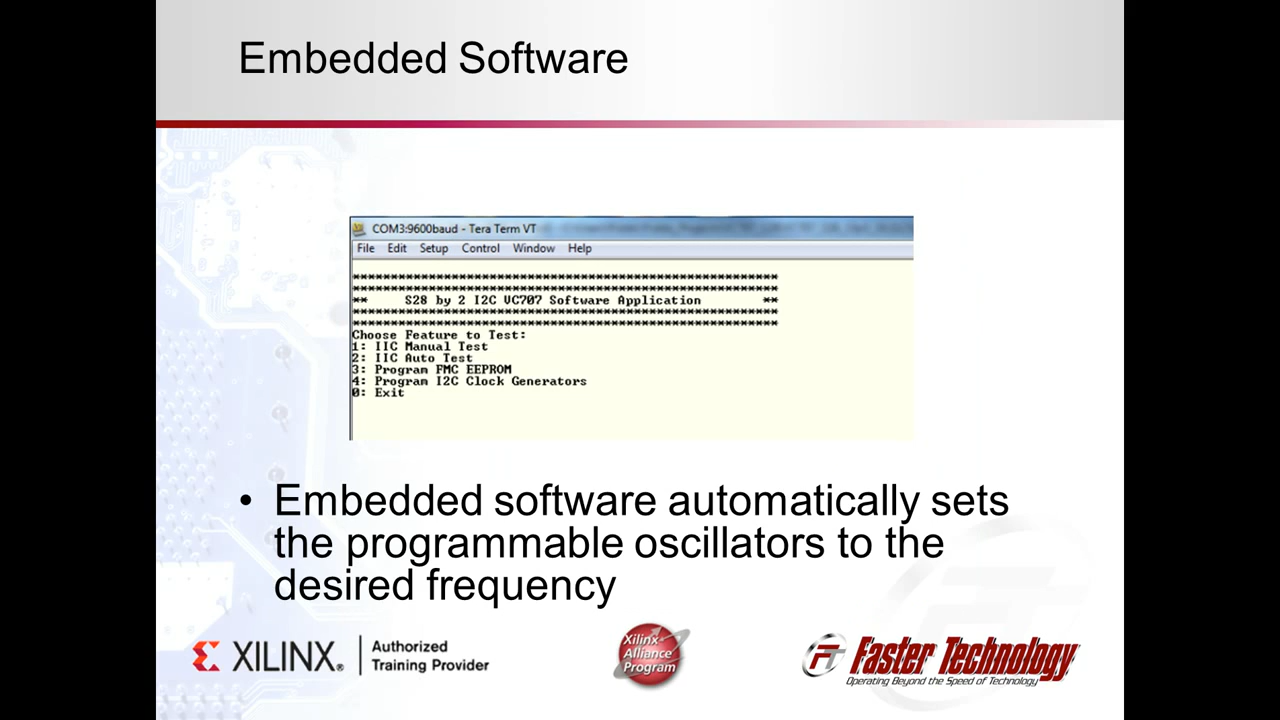 Embedded Software
COM3:9600baud - Tera Term VT
File Edit Setup Control Window Help
********************************************************
********************************************************
** S28 by 2 I2C VC707 Software Application **
********************************************************
********************************************************
Choose Feature to Test:
1: IIC Manual Test
2: IIC Auto Test
3: Program FMC EEPROM
4: Program I2C Clock Generators
0: Exit
• Embedded software automatically sets
the programmable oscillators to the
desired frequency
XILINX® Authorized
Training Provider
Xilinx
Alliance
Program
Faster Technology
Operating Beyond the Speed of Technology